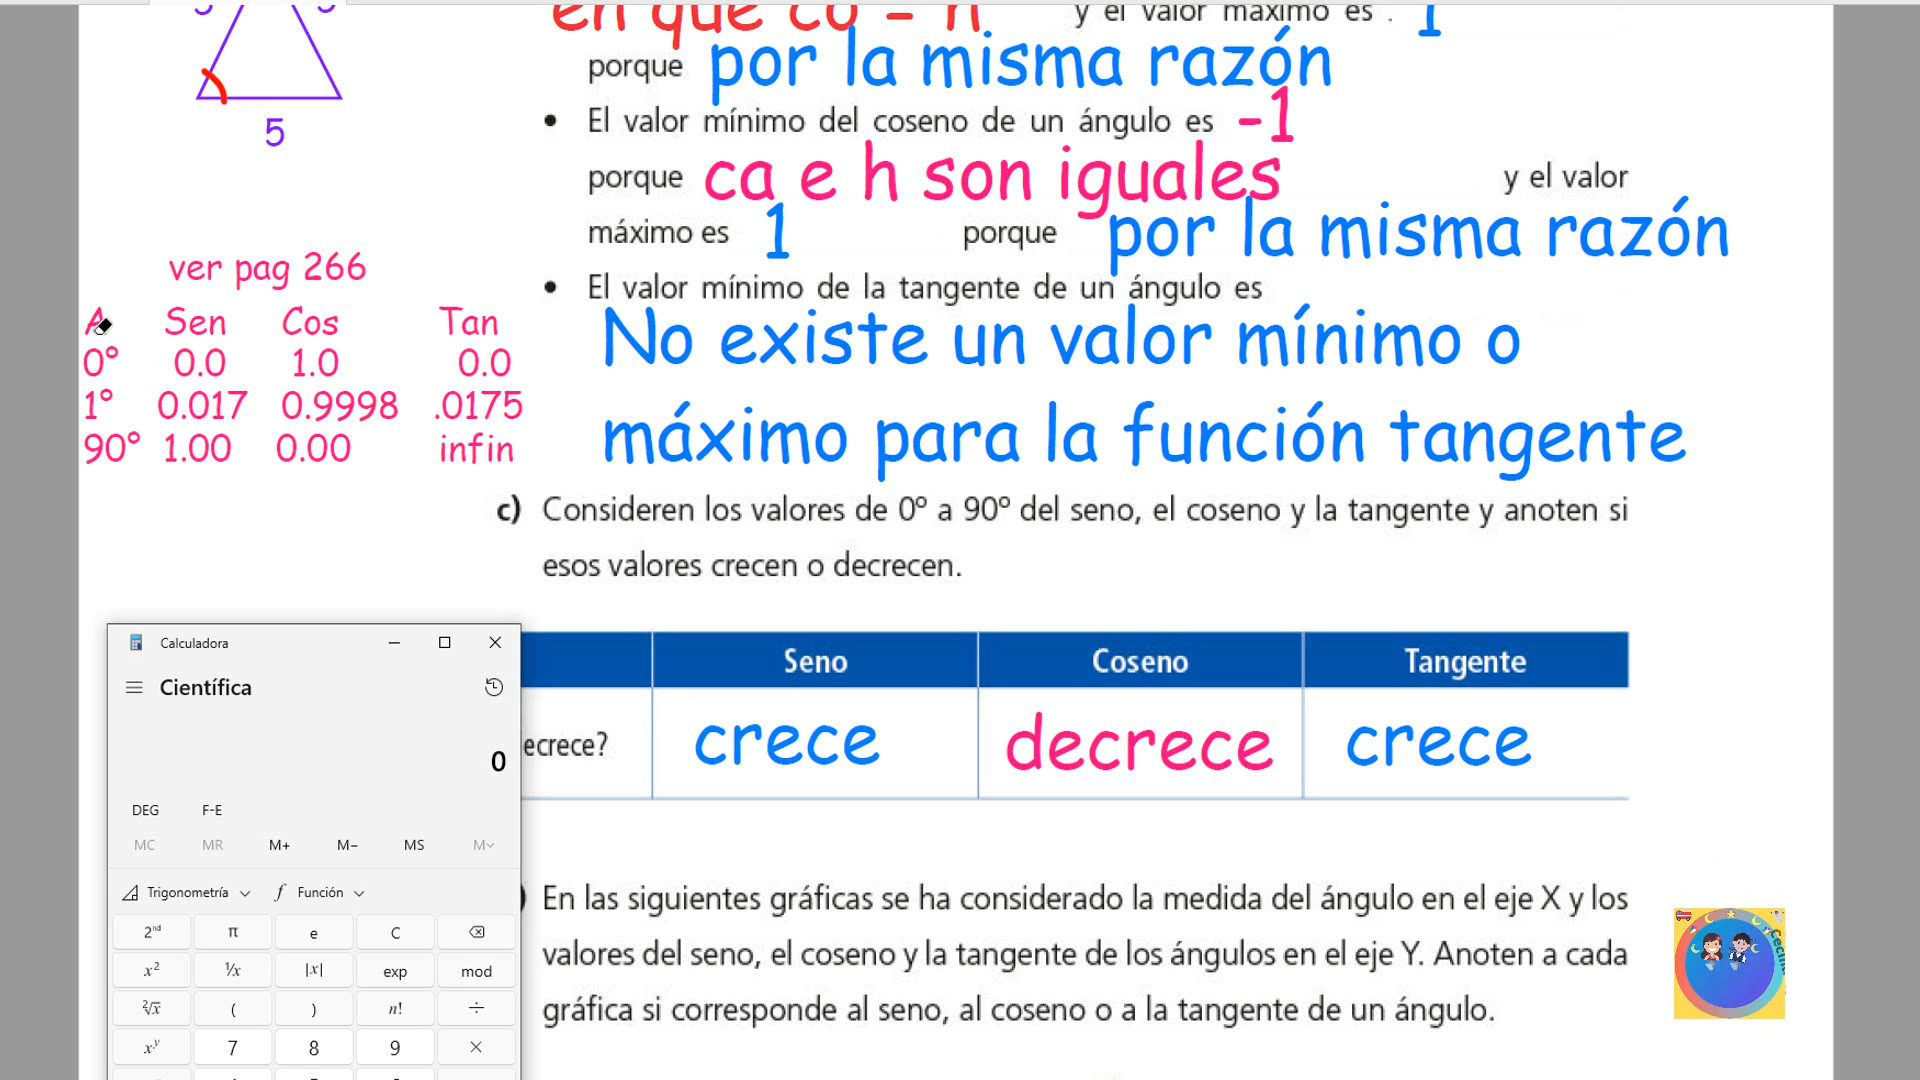 en que co = h y el valor máximo es . 1
porque por la misma razón
5
• El valor mínimo del coseno de un ángulo es -1
porque ca e h son iguales y el valor
máximo es 1 porque por la misma razón
• El valor mínimo de la tangente de un ángulo es
No existe un valor mínimo o
máximo para la función tangente
ver pag 266
A Sen Cos Tan
0° 0.0 1.0 0.0
1° 0.017 0.9998 .0175
90° 1.00 0.00 infin
c) Consideren los valores de 0° a 90° del seno, el coseno y la tangente y anoten si
esos valores crecen o decrecen.
Seno Coseno Tangente
ecrece? crece decrece crece
) En las siguientes gráficas se ha considerado la medida del ángulo en el eje X y los
valores del seno, el coseno y la tangente de los ángulos en el eje Y. Anoten a cada
gráfica si corresponde al seno, al coseno o a la tangente de un ángulo.
Calculadora
Científica
0
DEG F-E
MC MR M+ M− MS M
Trigonometría f Función
2nd π e C
x² ¹/x |x| exp mod
²√x ( ) n! ÷
xʸ 7 8 9 ×